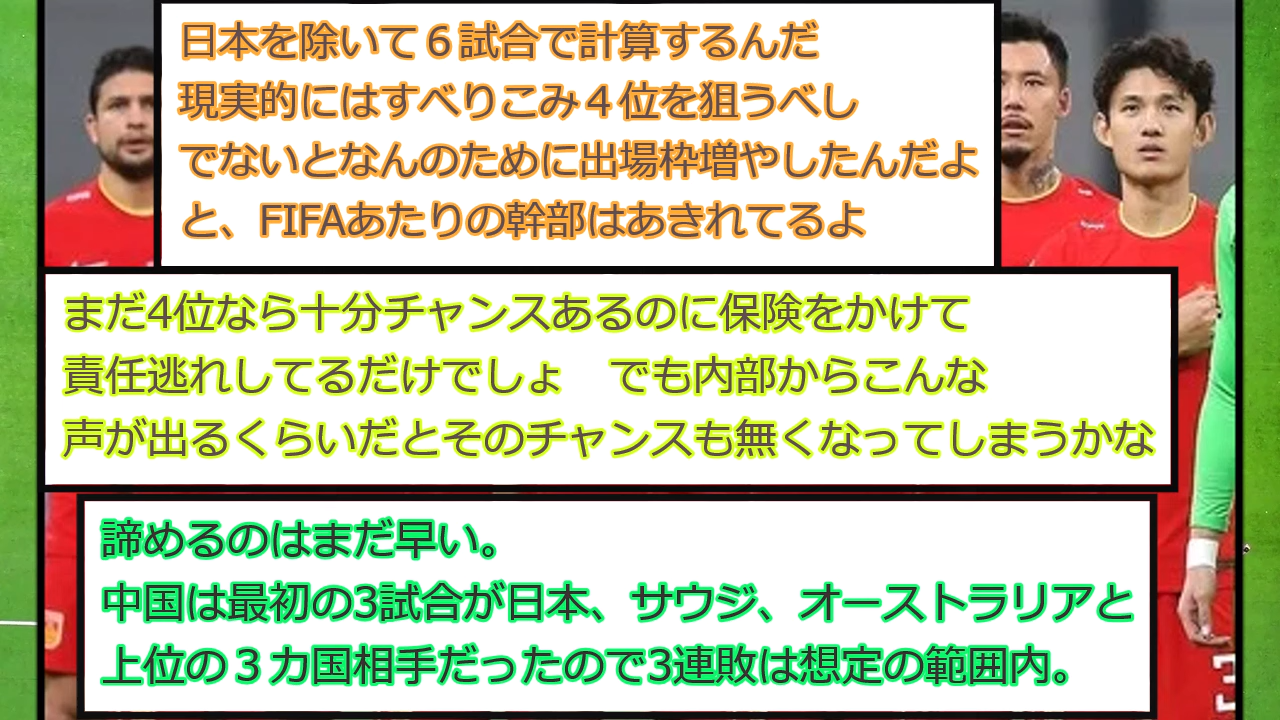 日本を除いて６試合で計算するんだ
現実的にはすべりこみ４位を狙うべし
でないとなんのために出場枠増やしたんだよ
と、FIFAあたりの幹部はあきれてるよ
まだ4位なら十分チャンスあるのに保険をかけて
責任逃れしてるだけでしょ　でも内部からこんな
声が出るくらいだとそのチャンスも無くなってしまうかな
諦めるのはまだ早い。
中国は最初の3試合が日本、サウジ、オーストラリアと
上位の３カ国相手だったので3連敗は想定の範囲内。